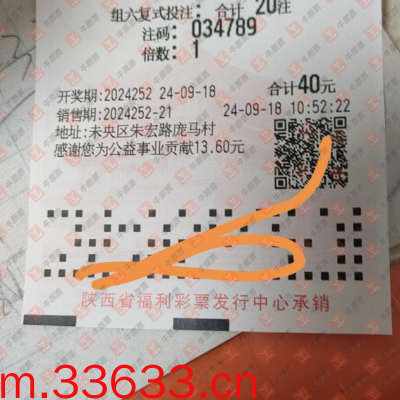 组六复式投注: 合计 20注
注码: 034789
倍数: 1
合计40元
开奖期:2024252 24-09-18
销售期:2024252-21 24-09-18 10:52:22
地址:未央区朱宏路庞马村
感谢您为公益事业贡献13.60元
陕西省福利彩票发行中心承销
m.33633.cn